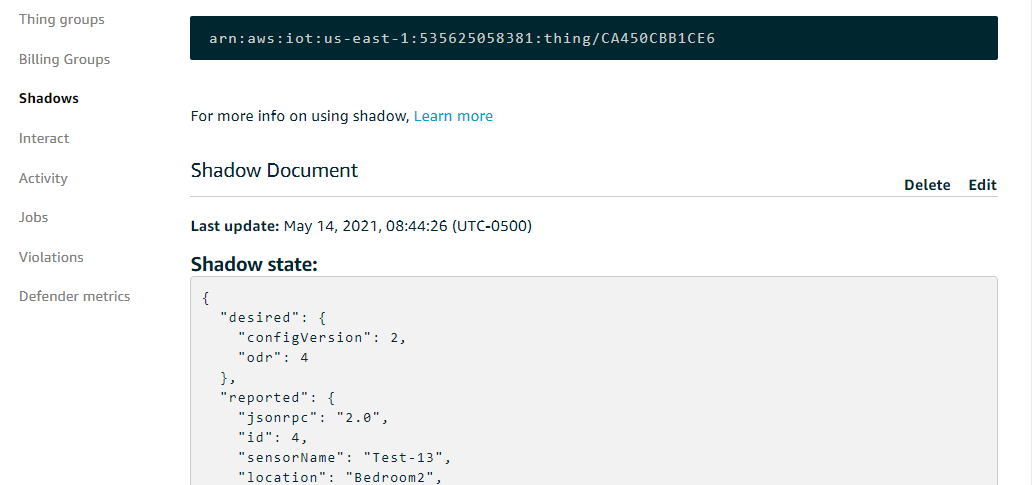 Thing groups
Billing Groups
Shadows
Interact
Activity
Jobs
Violations
Defender metrics
arn:aws:iot:us-east-1:535625058381:thing/CA450CBB1CE6
For more info on using shadow, Learn more
Shadow Document
Delete Edit
Last update: May 14, 2021, 08:44:26 (UTC-0500)
Shadow state:
{
  "desired": {
    "configVersion": 2,
    "odr": 4
  },
  "reported": {
    "jsonrpc": "2.0",
    "id": 4,
    "sensorName": "Test-13",
    "location": "Bedroom2",